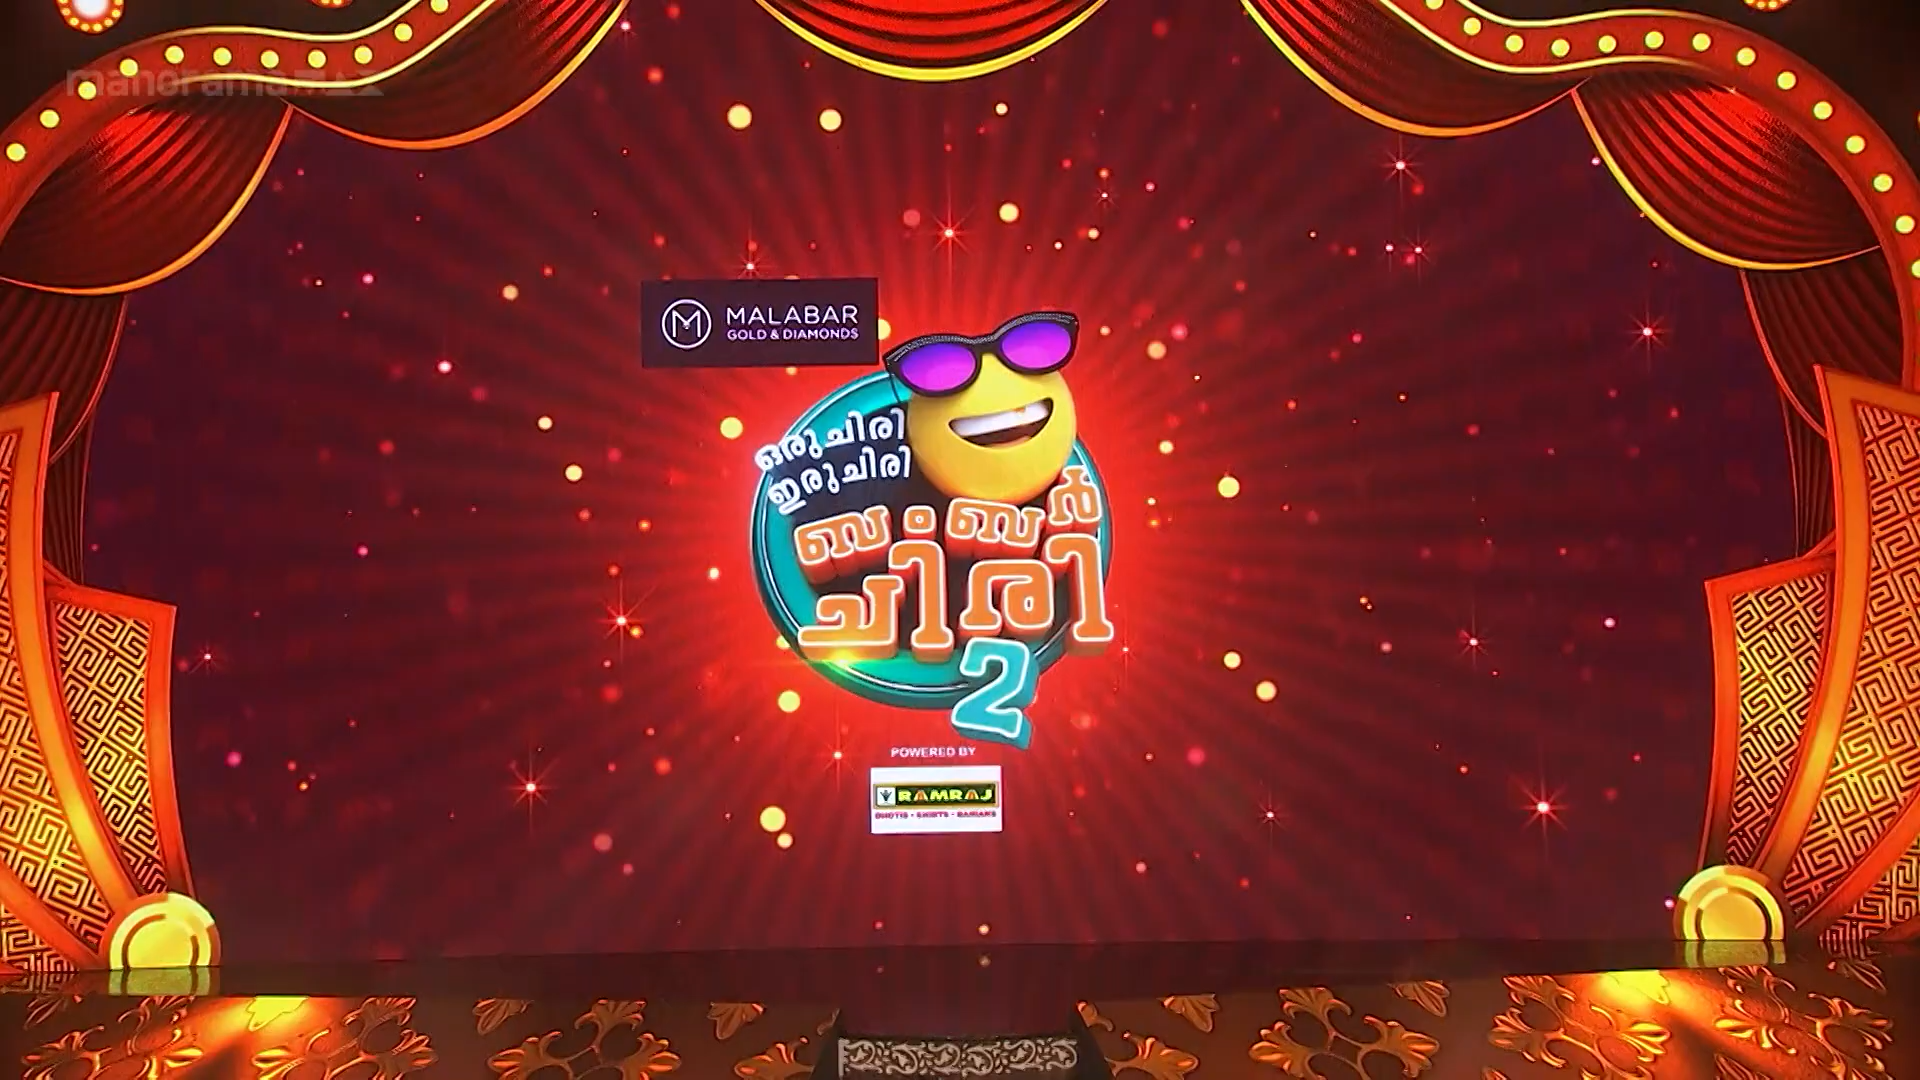 manoramaMAX
MALABAR
GOLD & DIAMONDS
ഒരു ചിരി
ഇരു ചിരി
ബംബർ
ചിരി
2
POWERED BY
RAMRAJ
DHOTIS • SHIRTS • BANIANS